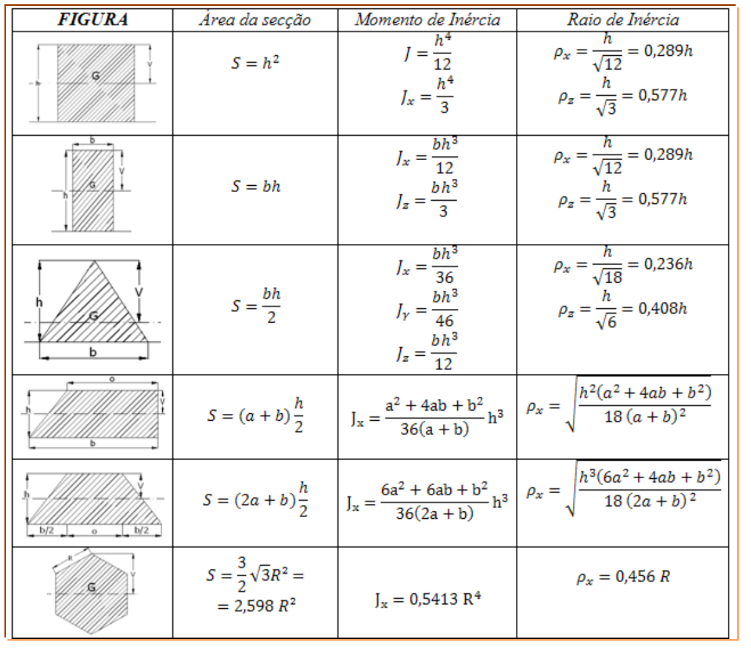 FIGURA Área da secção Momento de Inércia Raio de Inércia
h G V
S = h²
J = h⁴/12
Jₓ = h⁴/3
ρₓ = h/√12 = 0,289h
ρ_z = h/√3 = 0,577h
b h G V
S = bh
Jₓ = bh³/12
J_z = bh³/3
ρₓ = h/√12 = 0,289h
ρ_z = h/√3 = 0,577h
h G V b
S = bh/2
Jₓ = bh³/36
Jᵧ = bh³/46
J_z = bh³/12
ρₓ = h/√18 = 0,236h
ρ_z = h/√6 = 0,408h
o h V b
S = (a + b) h/2
Jₓ = (a² + 4ab + b²)/(36(a + b)) h³
ρₓ = √(h²(a² + 4ab + b²)/(18 (a + b)²))
h V b/2 o b/2
S = (2a + b) h/2
Jₓ = (6a² + 6ab + b²)/(36(2a + b)) h³
ρₓ = √(h³(6a² + 4ab + b²)/(18 (2a + b)²))
R G V
S = 3/2 √3R² =
= 2,598 R²
Jₓ = 0,5413 R⁴
ρₓ = 0,456 R